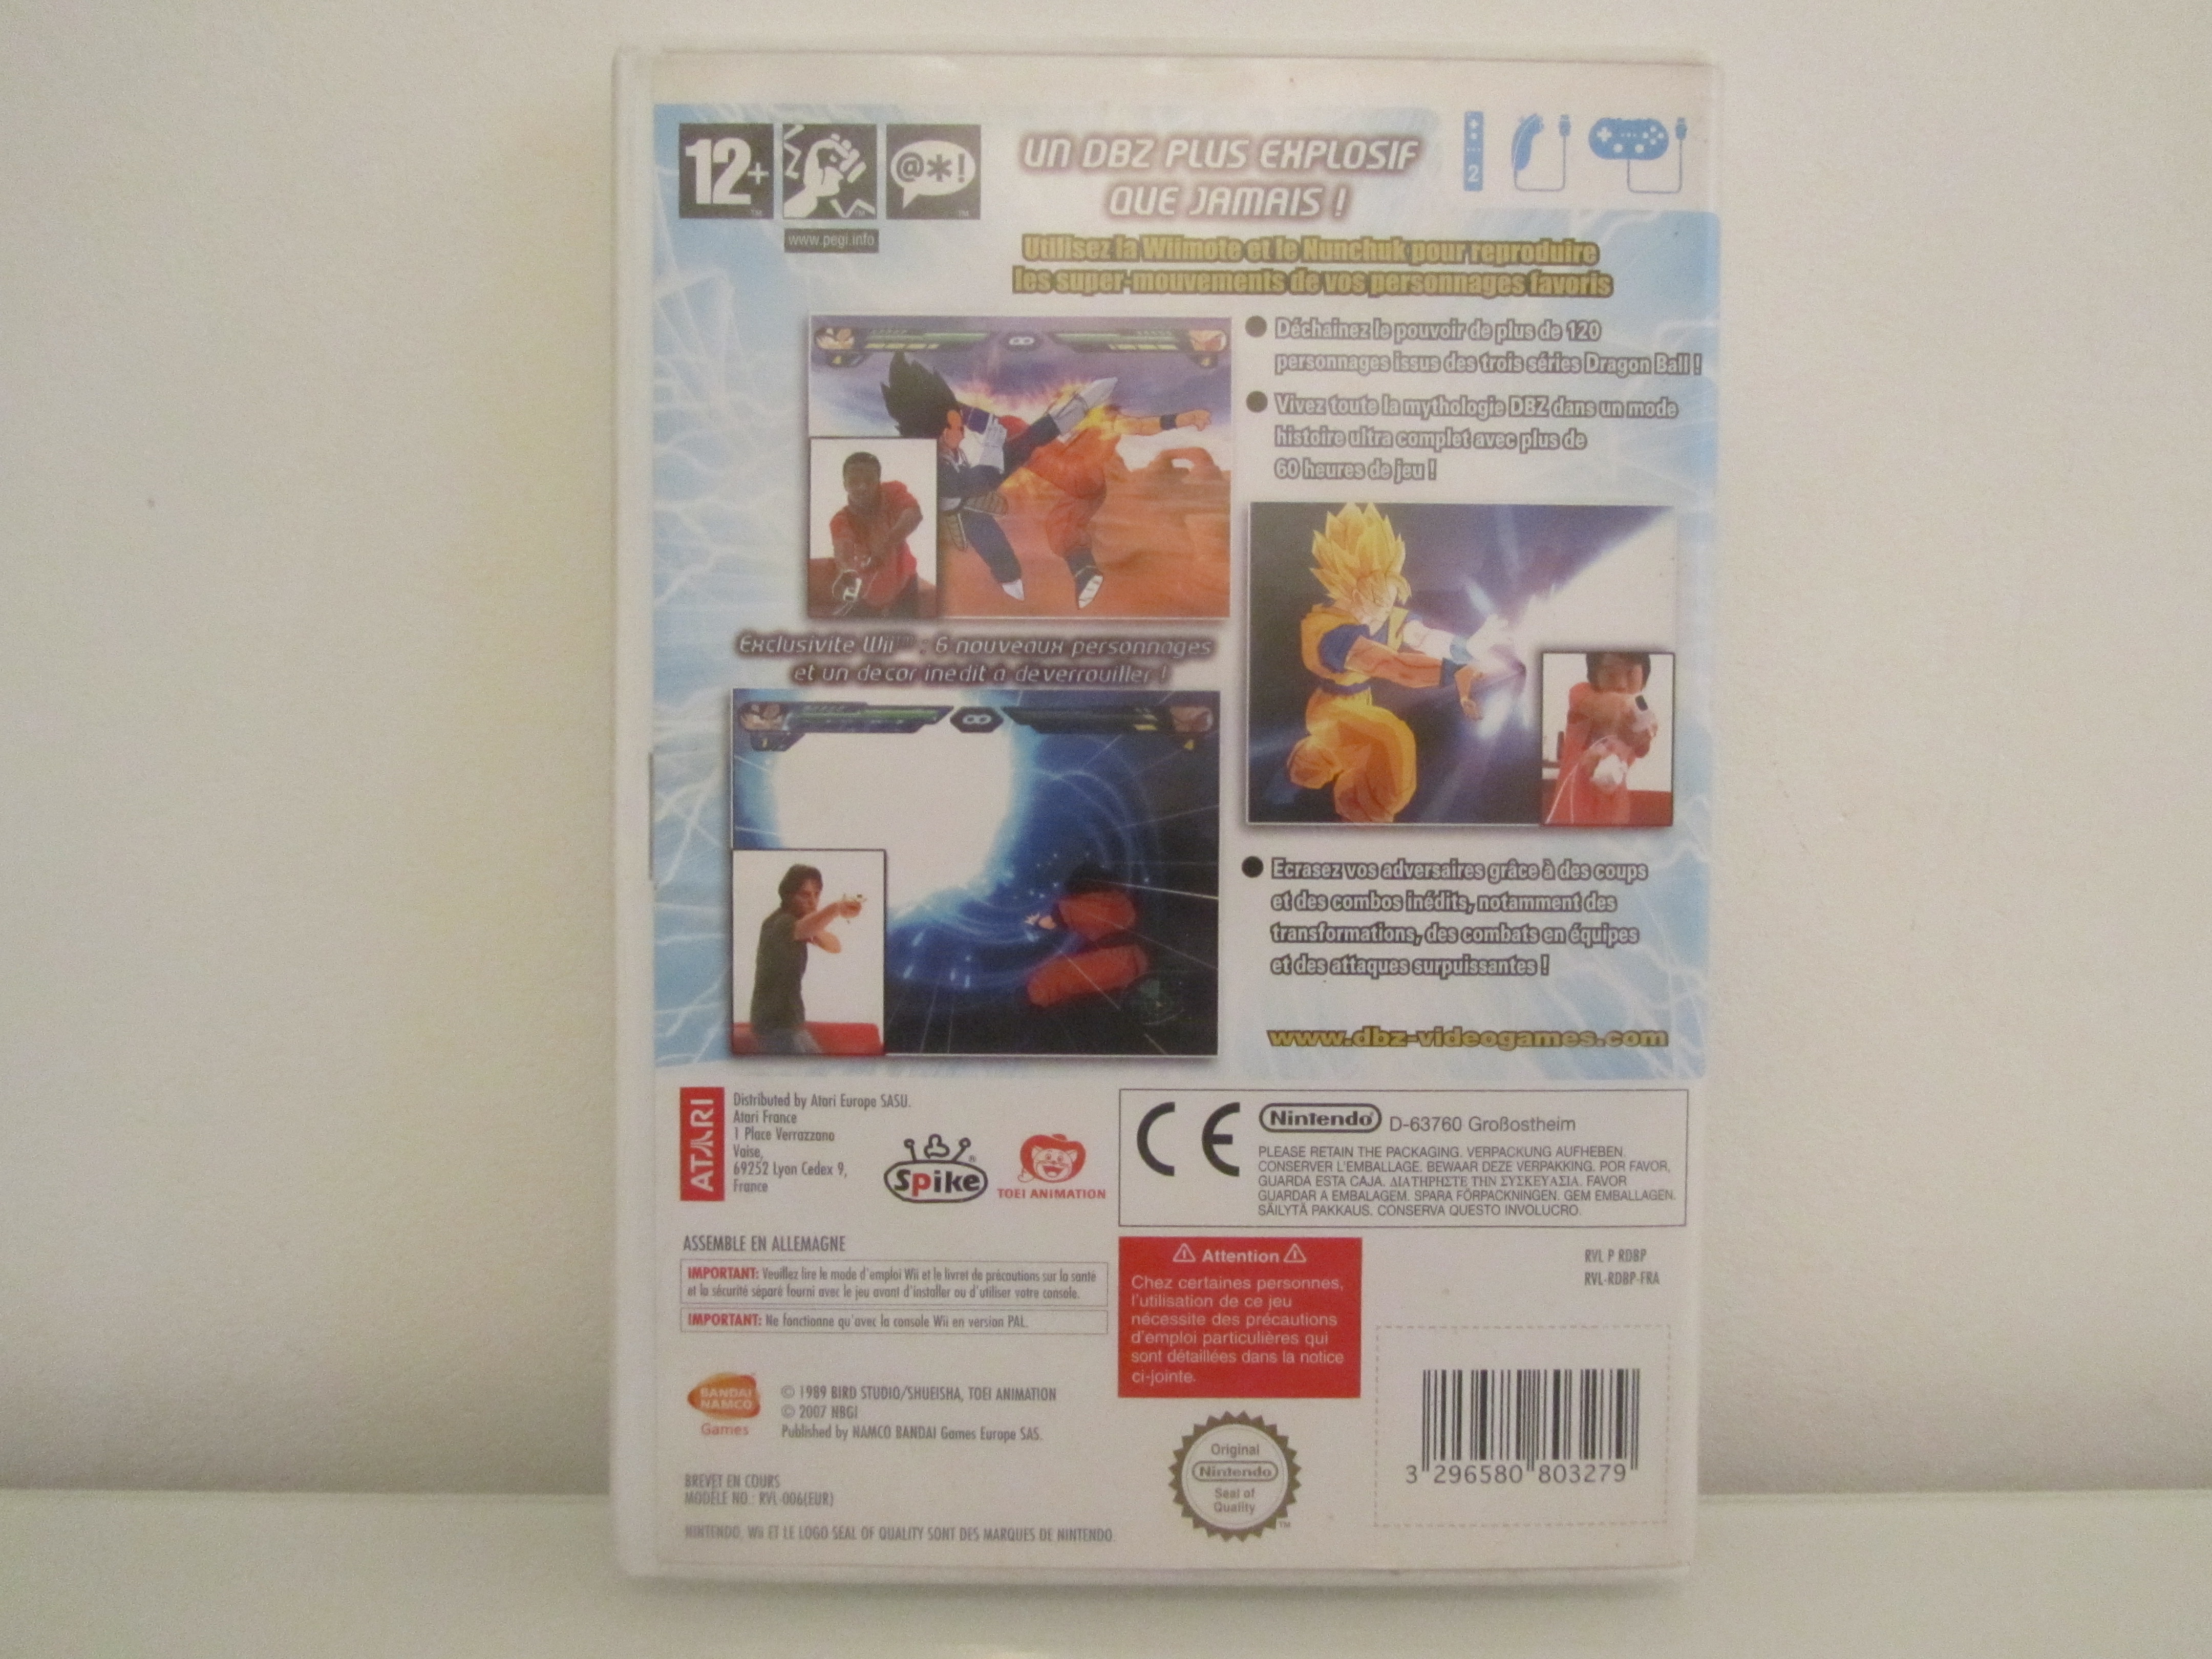 12+
@*!
www.pegi.info
UN DBZ PLUS EXPLOSIF
QUE JAMAIS !
2
Utilisez la Wiimote et le Nunchuk pour reproduire
les super-mouvements de vos personnages favoris
Déchainez le pouvoir de plus de 120
personnages issus des trois séries Dragon Ball !
Vivez toute la mythologie DBZ dans un mode
histoire ultra complet avec plus de
60 heures de jeu !
Exclusivite Wii™ : 6 nouveaux personnages
et un decor inedit a deverrouiller !
Ecrasez vos adversaires grâce à des coups
et des combos inédits, notamment des
transformations, des combats en équipes
et des attaques surpuissantes !
www.dbz-videogames.com
ATARI
Distributed by Atari Europe SASU.
Atari France
1 Place Verrazzano
Vaise,
69252 Lyon Cedex 9,
France
Spike®
TOEI ANIMATION
CE
Nintendo® D-63760 Großostheim
PLEASE RETAIN THE PACKAGING. VERPACKUNG AUFHEBEN.
CONSERVER L'EMBALLAGE. BEWAAR DEZE VERPAKKING. POR FAVOR,
GUARDA ESTA CAJA. ΔΙΑΤΗΡΗΣΤΕ ΤΗΝ ΣΥΣΚΕΥΑΣΙΑ. FAVOR
GUARDAR A EMBALAGEM. SPARA FÖRPACKNINGEN. GEM EMBALLAGEN.
SÄILYTÄ PAKKAUS. CONSERVA QUESTO INVOLUCRO.
ASSEMBLE EN ALLEMAGNE
IMPORTANT: Veuillez lire le mode d'emploi Wii et le livret de précautions sur la santé
et la sécurité séparé fourni avec le jeu avant d'installer ou d'utiliser votre console.
IMPORTANT: Ne fonctionne qu'avec la console Wii en version PAL.
Attention
Chez certaines personnes,
l'utilisation de ce jeu
nécessite des précautions
d'emploi particulières qui
sont détaillées dans la notice
ci-jointe.
RVL P RDBP
RVL-RDBP-FRA
BANDAI
NAMCO
Games
© 1989 BIRD STUDIO/SHUEISHA, TOEI ANIMATION
© 2007 NBGI
Published by NAMCO BANDAI Games Europe SAS.
BREVET EN COURS
MODÈLE NO.: RVL-006(EUR)
NINTENDO, Wii ET LE LOGO SEAL OF QUALITY SONT DES MARQUES DE NINTENDO.
Original
Nintendo
Seal of
Quality
™
3 296580 803279